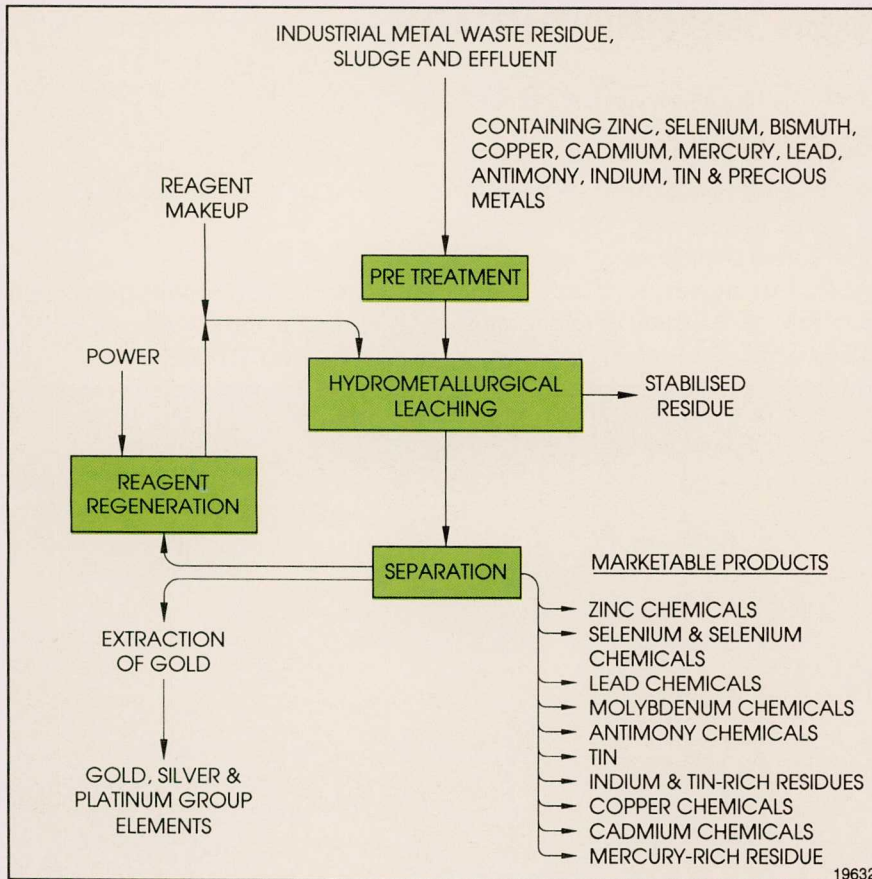 INDUSTRIAL METAL WASTE RESIDUE,
SLUDGE AND EFFLUENT
CONTAINING ZINC, SELENIUM, BISMUTH,
COPPER, CADMIUM, MERCURY, LEAD,
ANTIMONY, INDIUM, TIN & PRECIOUS
METALS
REAGENT
MAKEUP
PRE TREATMENT
POWER
HYDROMETALLURGICAL
LEACHING
STABILISED
RESIDUE
REAGENT
REGENERATION
SEPARATION
MARKETABLE PRODUCTS
ZINC CHEMICALS
SELENIUM & SELENIUM
CHEMICALS
LEAD CHEMICALS
MOLYBDENUM CHEMICALS
ANTIMONY CHEMICALS
TIN
INDIUM & TIN-RICH RESIDUES
COPPER CHEMICALS
CADMIUM CHEMICALS
MERCURY-RICH RESIDUE
EXTRACTION
OF GOLD
GOLD, SILVER &
PLATINUM GROUP
ELEMENTS
19632